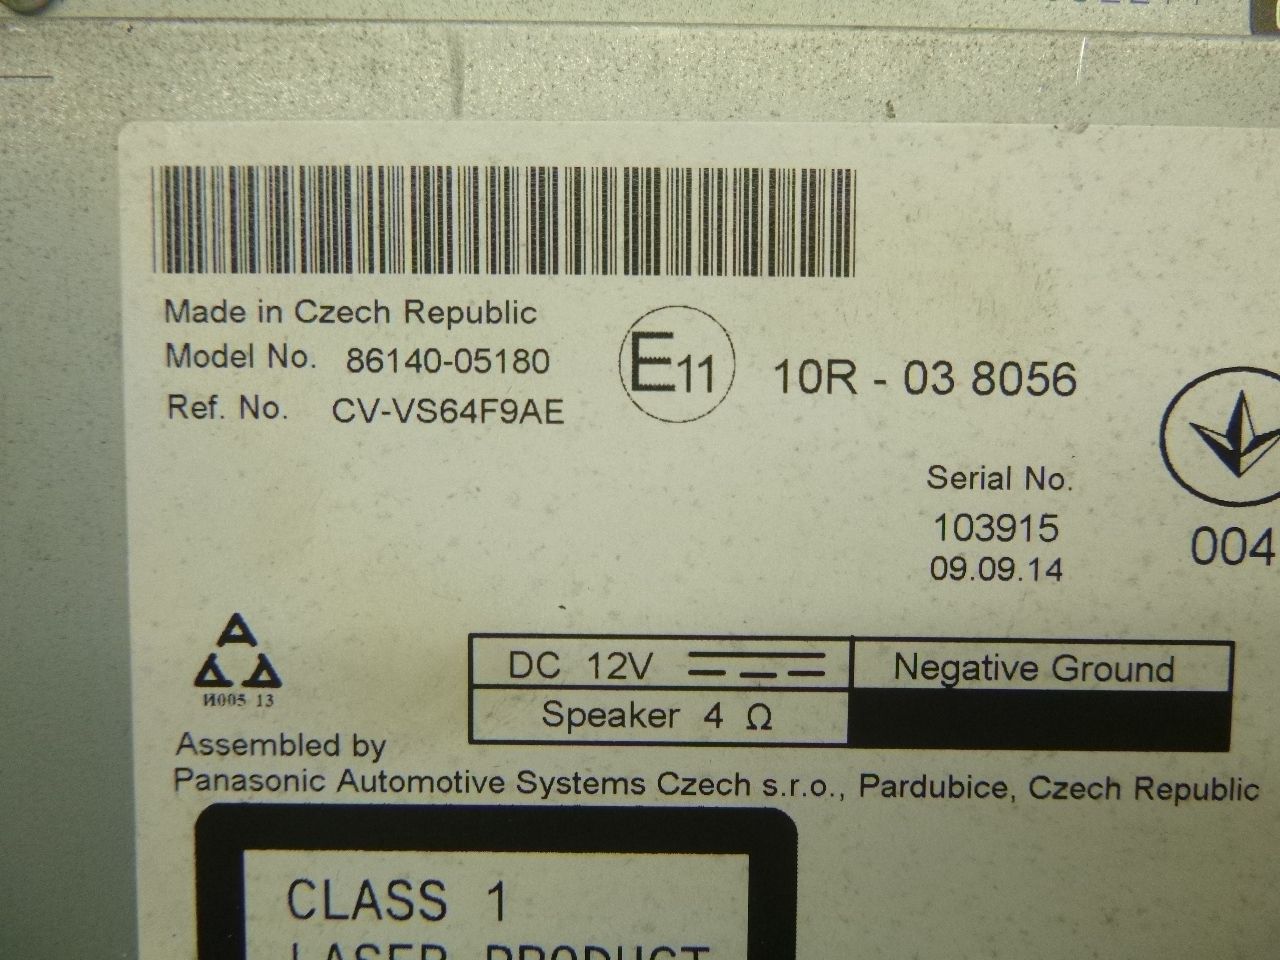 Made in Czech Republic
Model No. 86140-05180
Ref. No. CV-VS64F9AE
E11 10R - 03 8056
Serial No.
103915
09.09.14
004
И005 13
DC 12V
Negative Ground
Speaker 4 Ω
Assembled by
Panasonic Automotive Systems Czech s.r.o., Pardubice, Czech Republic
CLASS 1
LASER PRODUCT